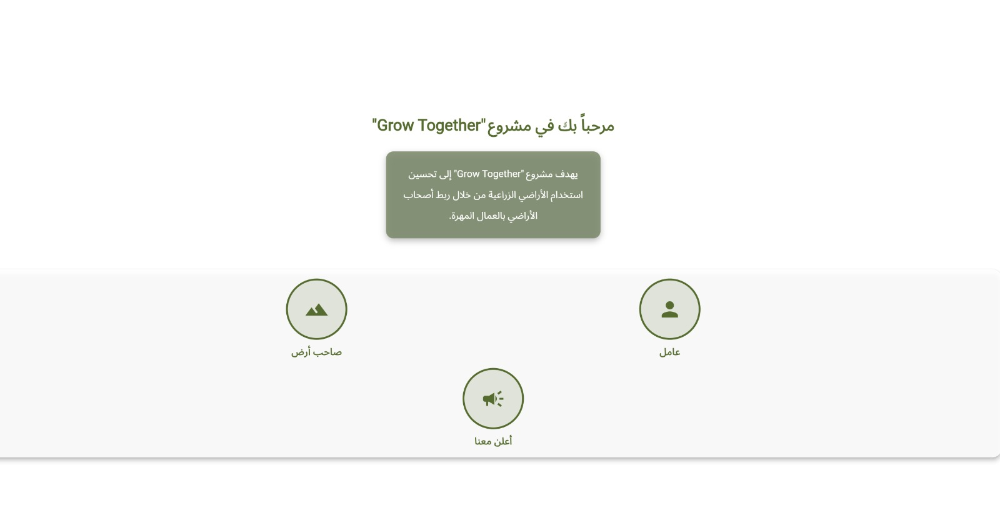 مرحباً بك في مشروع "Grow Together"
يهدف مشروع "Grow Together" إلى تحسين
استخدام الأراضي الزراعية من خلال ربط أصحاب
الأراضي بالعمال المهرة.
عامل
صاحب أرض
أعلن معنا